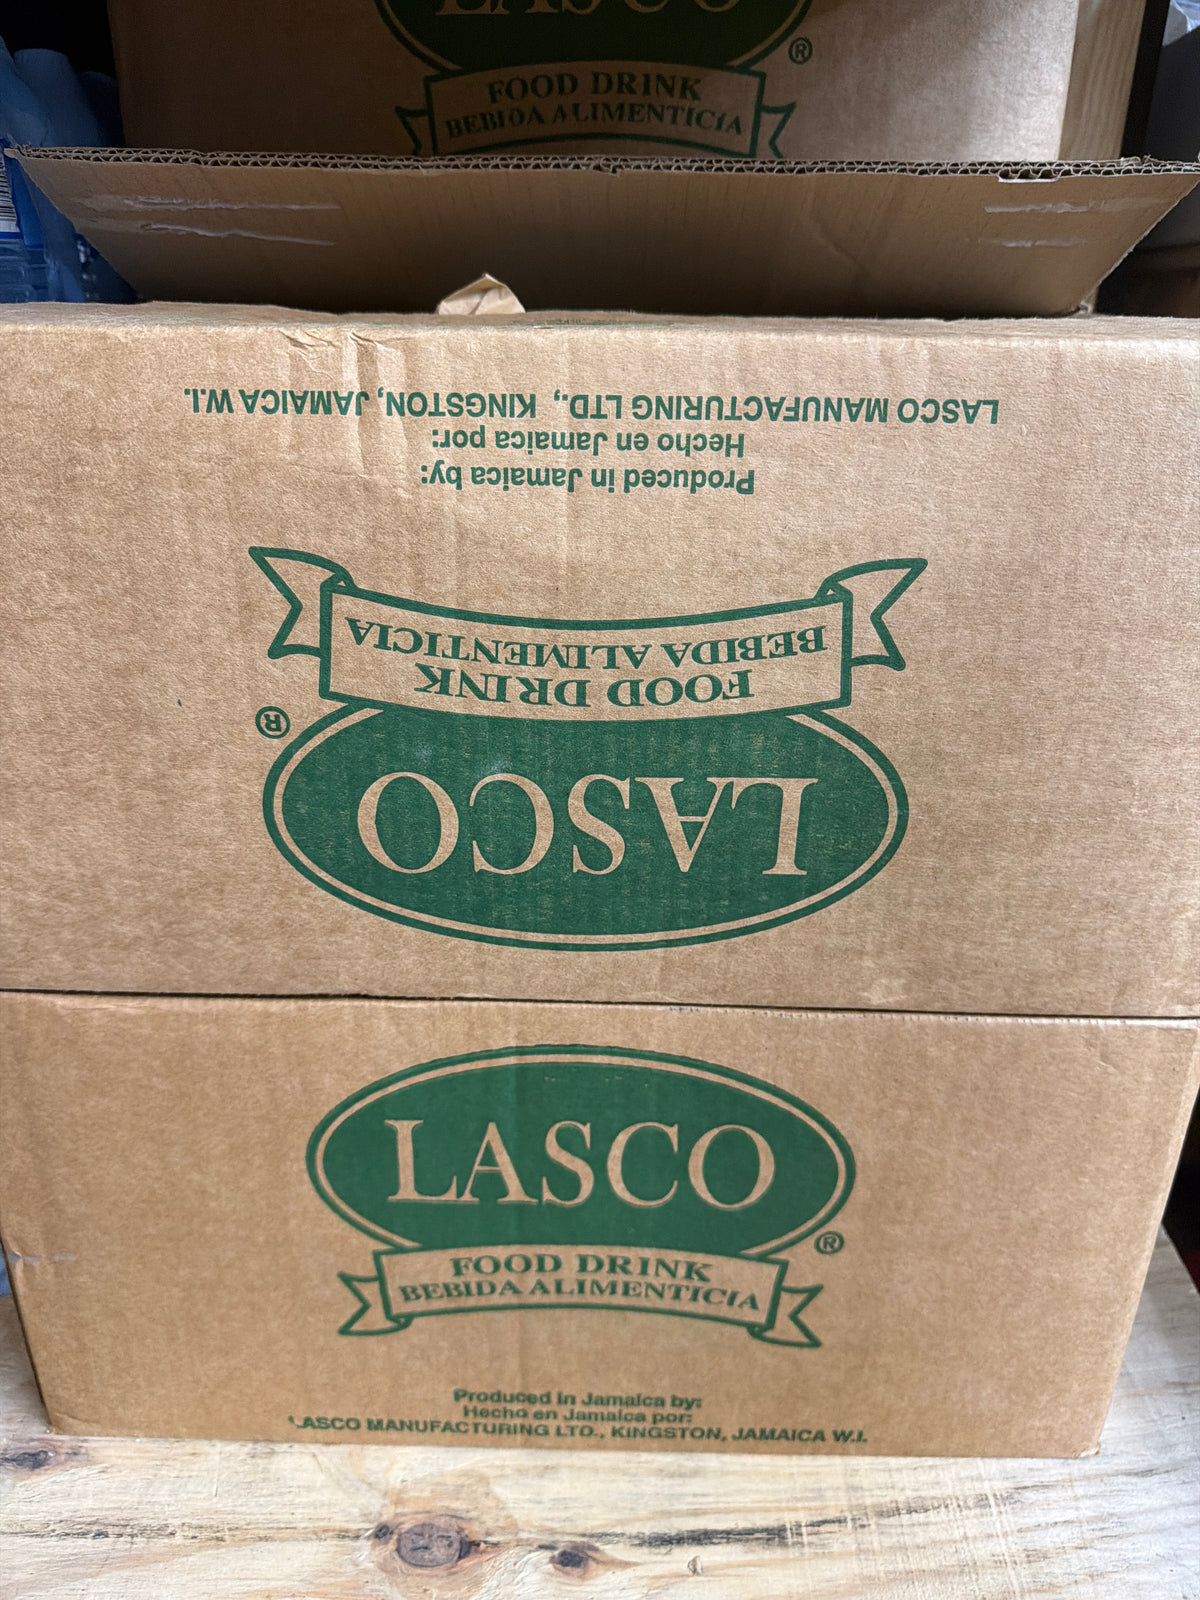 LASCO
®
FOOD DRINK
BEBIDA ALIMENTICIA
LASCO MANUFACTURING LTD., KINGSTON, JAMAICA W.I.
Hecho en Jamaica por:
Produced in Jamaica by:
BEBIDA ALIMENTICIA
FOOD DRINK
®
LASCO
LASCO
®
FOOD DRINK
BEBIDA ALIMENTICIA
Produced in Jamaica by:
Hecho en Jamaica por:
LASCO MANUFACTURING LTD., KINGSTON, JAMAICA W.I.